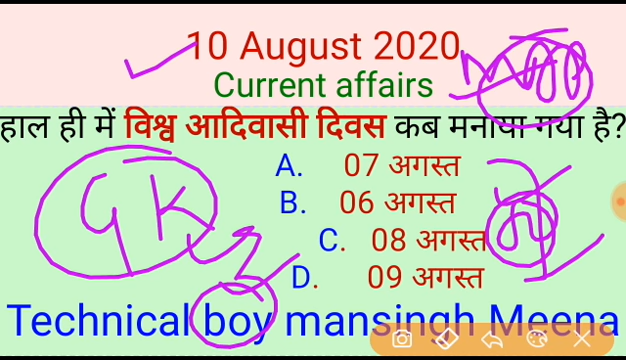 10 August 2020
Current affairs
हाल ही में विश्व आदिवासी दिवस कब मनाया गया है?
A. 07 अगस्त
B. 06 अगस्त
C. 08 अगस्त
D. 09 अगस्त
GK
Technical boy mansingh Meena